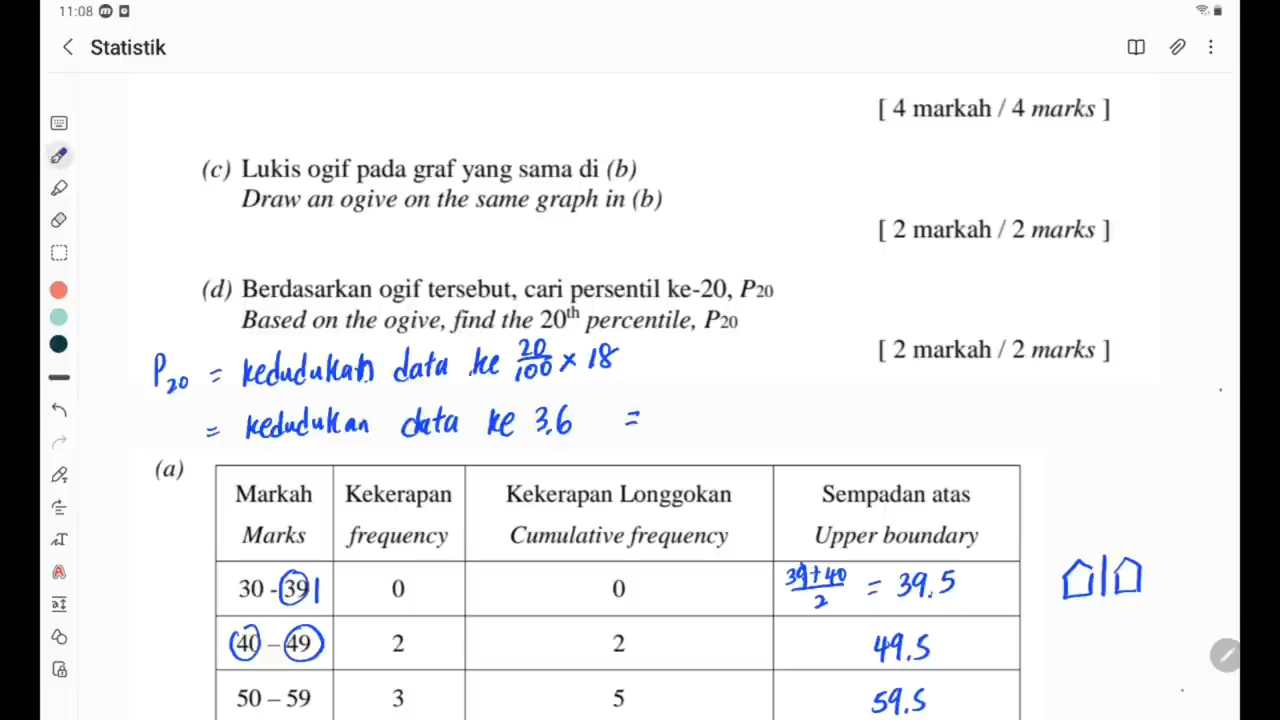 11:08
Statistik
[ 4 markah / 4 marks ]
(c) Lukis ogif pada graf yang sama di (b)
Draw an ogive on the same graph in (b)
[ 2 markah / 2 marks ]
(d) Berdasarkan ogif tersebut, cari persentil ke-20, P20
Based on the ogive, find the 20th percentile, P20
[ 2 markah / 2 marks ]
P20 = kedudukan data ke 20/100 × 18
= kedudukan data ke 3.6 =
(a)
Markah Kekerapan Kekerapan Longgokan Sempadan atas
Marks frequency Cumulative frequency Upper boundary
30 - 39 0 0 39+40/2 = 39.5
40 – 49 2 2 49.5
50 – 59 3 5 59.5